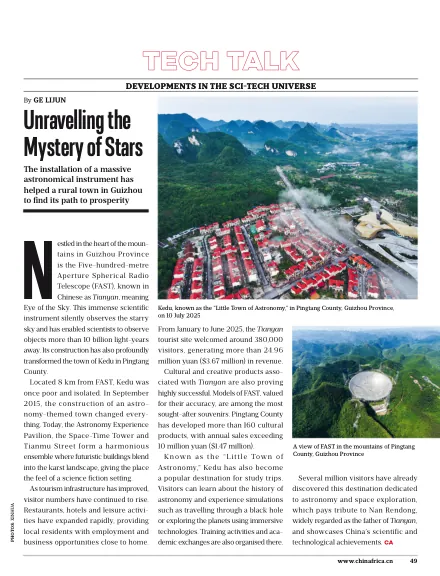 TECH TALK
DEVELOPMENTS IN THE SCI-TECH UNIVERSE
By GE LIJUN
Unravelling the
Mystery of Stars
The installation of a massive
astronomical instrument has
helped a rural town in Guizhou
to find its path to prosperity
Nestled in the heart of the moun-
tains in Guizhou Province
is the Five-hundred-metre
Aperture Spherical Radio
Telescope (FAST), known in
Chinese as Tianyan, meaning
Eye of the Sky. This immense scientific
instrument silently observes the starry
sky and has enabled scientists to observe
objects more than 10 billion light-years
away. Its construction has also profoundly
transformed the town of Kedu in Pingtang
County.
Located 8 km from FAST, Kedu was
once poor and isolated. In September
2015, the construction of an astro-
nomy-themed town changed every-
thing. Today, the Astronomy Experience
Pavilion, the Space-Time Tower and
Tianmu Street form a harmonious
ensemble where futuristic buildings blend
into the karst landscape, giving the place
the feel of a science fiction setting.
As tourism infrastructure has improved,
visitor numbers have continued to rise.
Restaurants, hotels and leisure activi-
ties have expanded rapidly, providing
local residents with employment and
business opportunities close to home.
PHOTOS: XINHUA
Kedu, known as the "Little Town of Astronomy," in Pingtang County, Guizhou Province,
on 10 July 2025
From January to June 2025, the Tianyan
tourist site welcomed around 380,000
visitors, generating more than 24.96
million yuan ($3.67 million) in revenue.
Cultural and creative products asso-
ciated with Tianyan are also proving
highly successful. Models of FAST, valued
for their accuracy, are among the most
sought-after souvenirs. Pingtang County
has developed more than 160 cultural
products, with annual sales exceeding
10 million yuan ($1.47 million).
Known as the "Little Town of
Astronomy," Kedu has also become
a popular destination for study trips.
Visitors can learn about the history of
astronomy and experience simulations
such as travelling through a black hole
or exploring the planets using immersive
technologies. Training activities and aca-
demic exchanges are also organised there.
A view of FAST in the mountains of Pingtang
County, Guizhou Province
Several million visitors have already
discovered this destination dedicated
to astronomy and space exploration,
which pays tribute to Nan Rendong,
widely regarded as the father of Tianyan,
and showcases China's scientific and
technological achievements. CA
www.chinafrica.cn 49